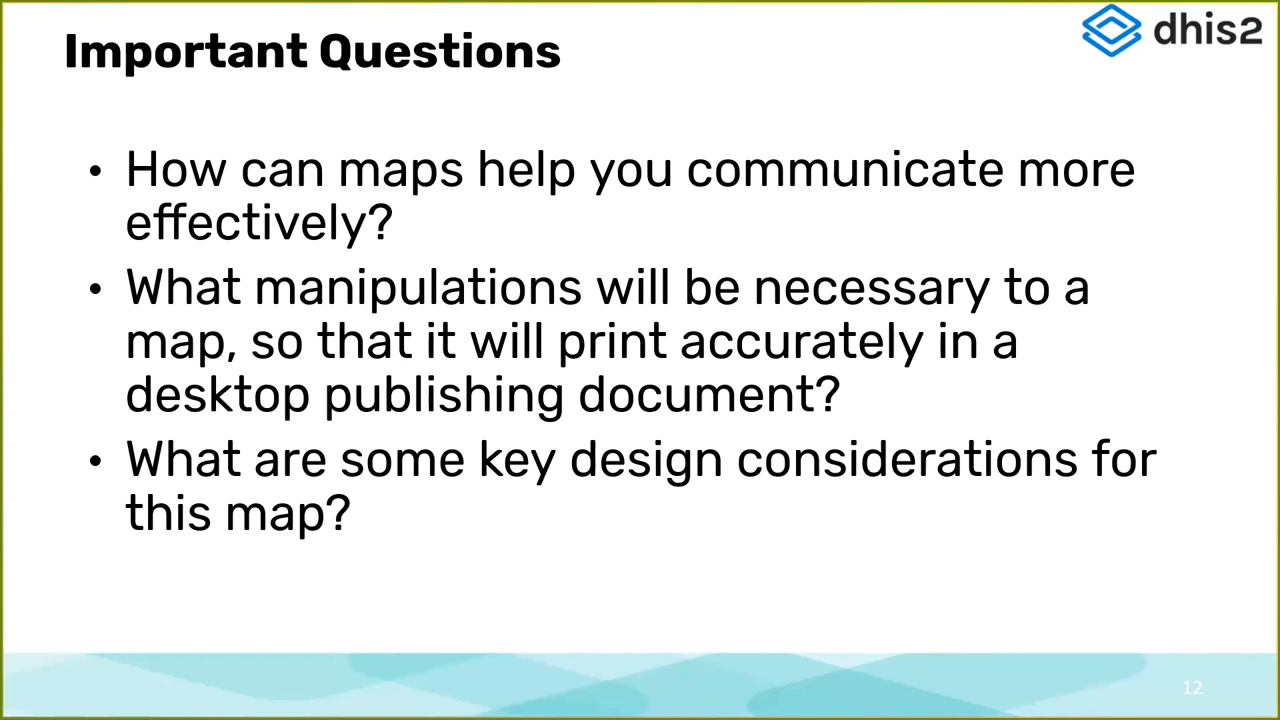 Important Questions
dhis2
• How can maps help you communicate more
effectively?
• What manipulations will be necessary to a
map, so that it will print accurately in a
desktop publishing document?
• What are some key design considerations for
this map?
12